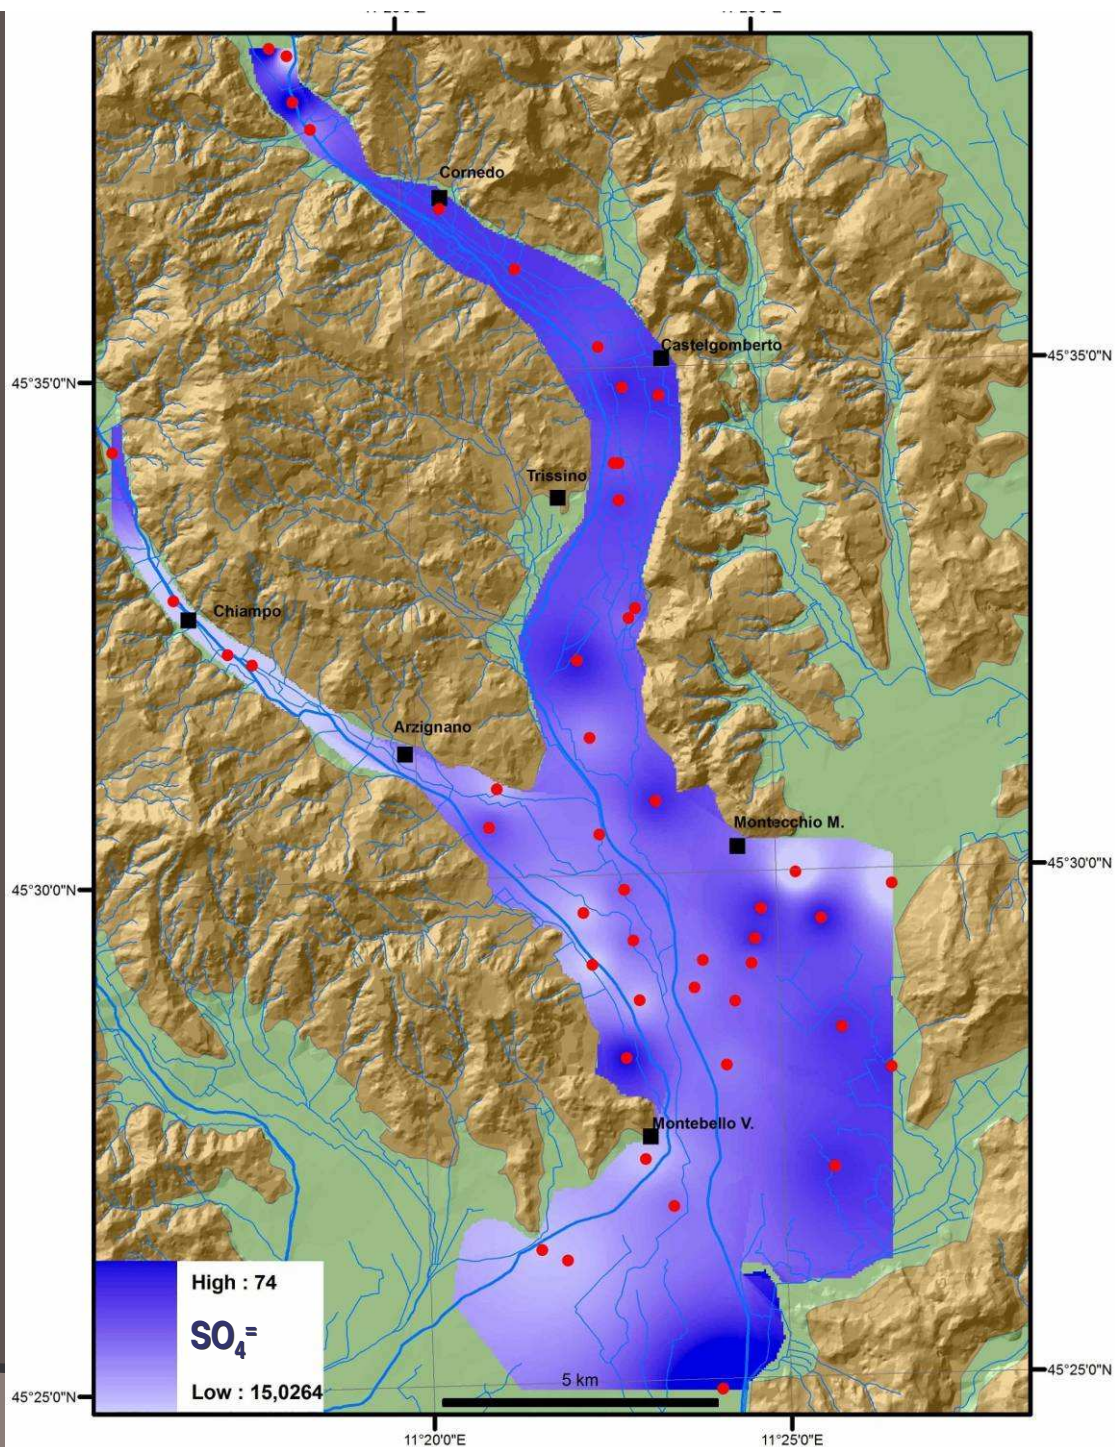 Cornedo
Castelgomberto
45°35'0"N
45°35'0"N
Trissino
Chiampo
Arzignano
Montecchio M.
45°30'0"N
45°30'0"N
Montebello V.
High : 74
SO₄=
Low : 15,0264
5 km
45°25'0"N
45°25'0"N
11°20'0"E
11°25'0"E